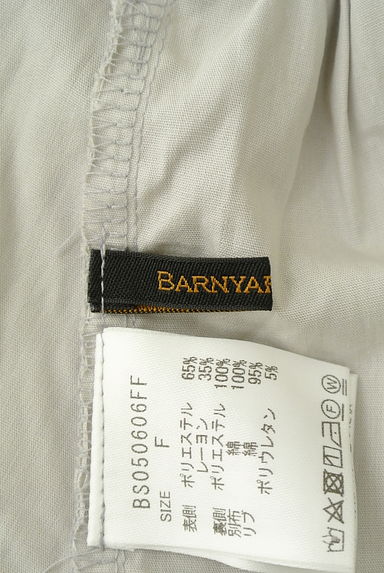 BARNYAR
BS050606FF
SIZE F
表側 ポリエステル 65%
レーヨン 35%
裏側 ポリエステル 100%
別布 綿 100%
リブ 綿 95%
ポリウレタン 5%